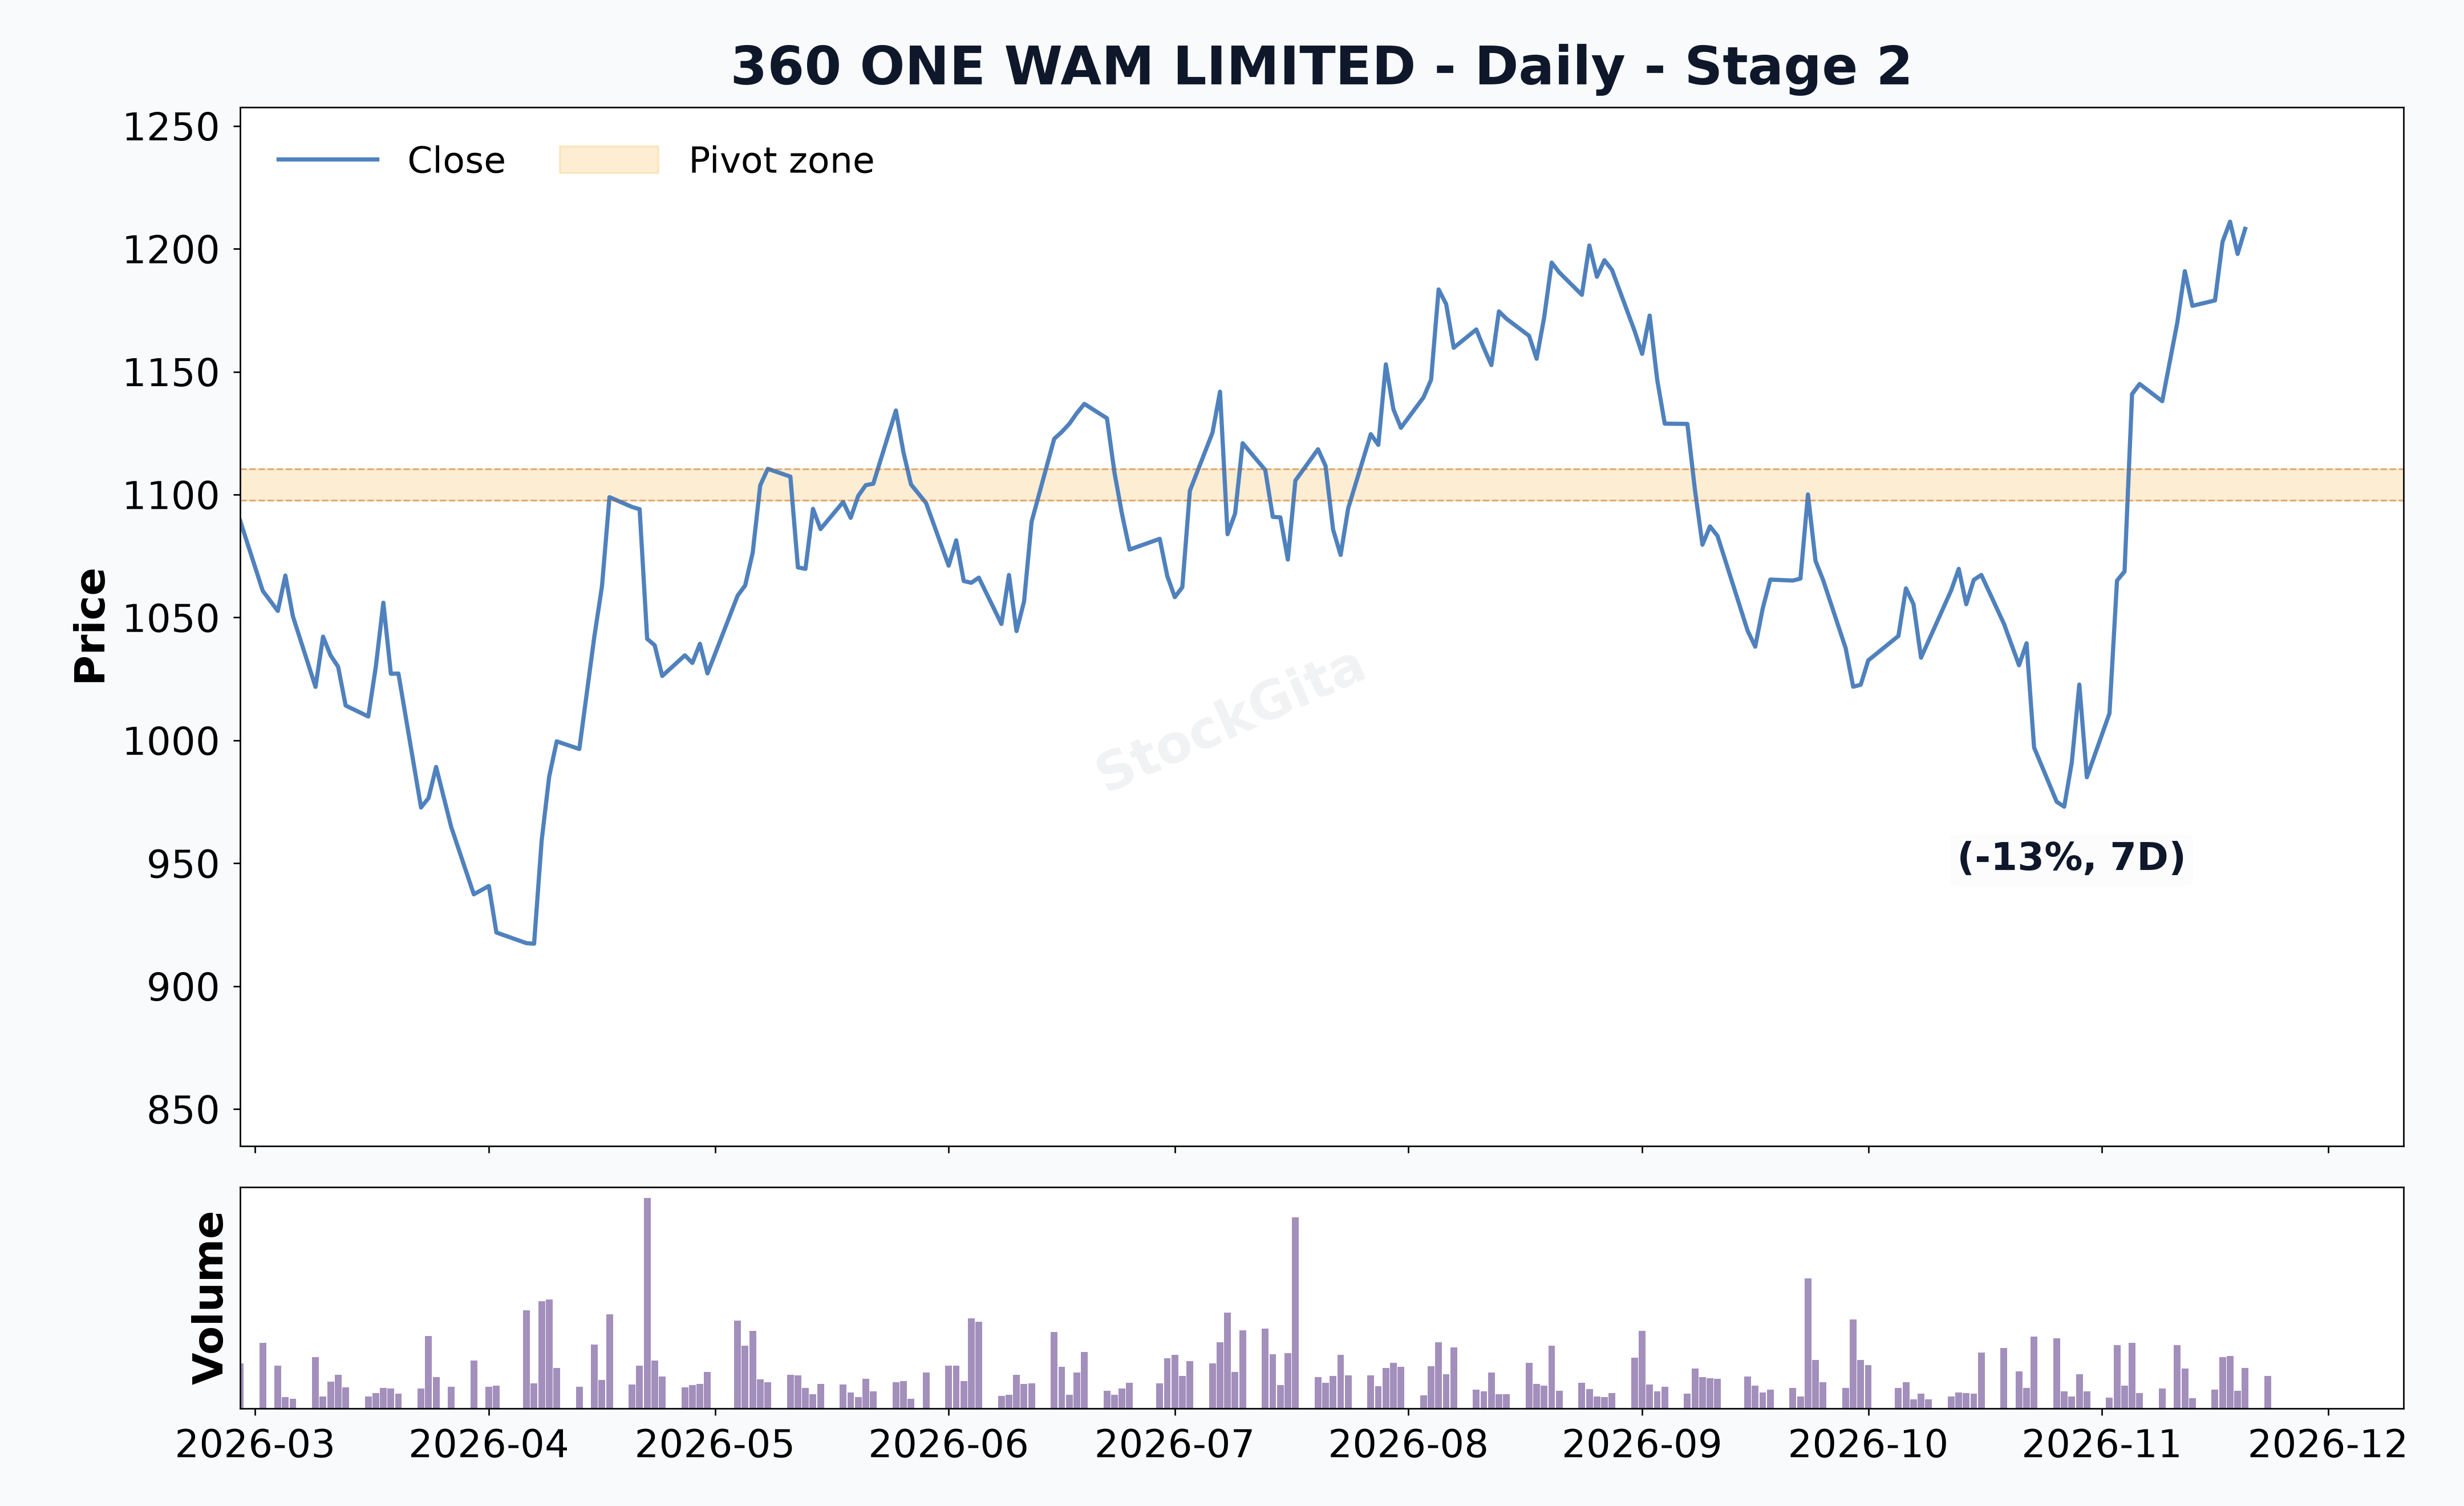 360 ONE WAM LIMITED - Daily - Stage 2
Close
Pivot zone
Price
1250
1200
1150
1100
1050
1000
950
900
850
StockGita
(-13%, 7D)
Volume
2026-03
2026-04
2026-05
2026-06
2026-07
2026-08
2026-09
2026-10
2026-11
2026-12